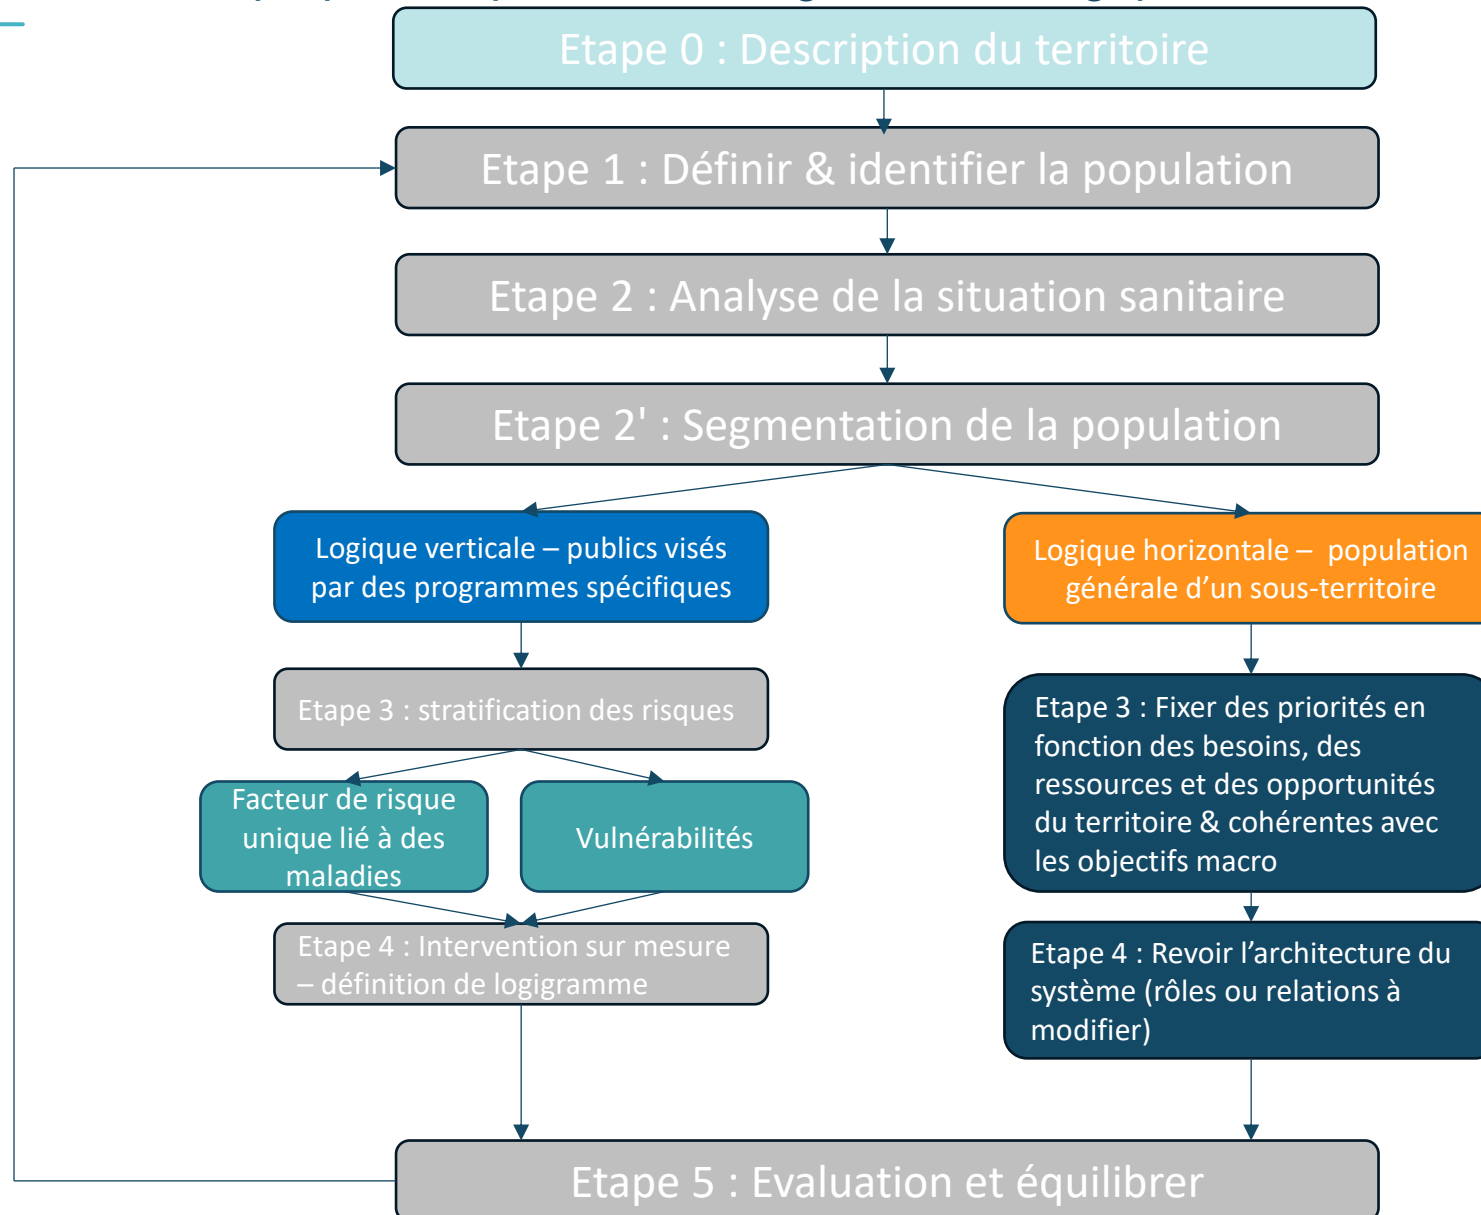 Etape 0 : Description du territoire
Etape 1 : Définir & identifier la population
Etape 2 : Analyse de la situation sanitaire
Etape 2' : Segmentation de la population
Logique verticale – publics visés
par des programmes spécifiques
Logique horizontale – population
générale d’un sous-territoire
Etape 3 : stratification des risques
Facteur de risque
unique lié à des
maladies
Vulnérabilités
Etape 4 : Intervention sur mesure
– définition de logigramme
Etape 3 : Fixer des priorités en
fonction des besoins, des
ressources et des opportunités
du territoire & cohérentes avec
les objectifs macro
Etape 4 : Revoir l’architecture du
système (rôles ou relations à
modifier)
Etape 5 : Evaluation et équilibrer